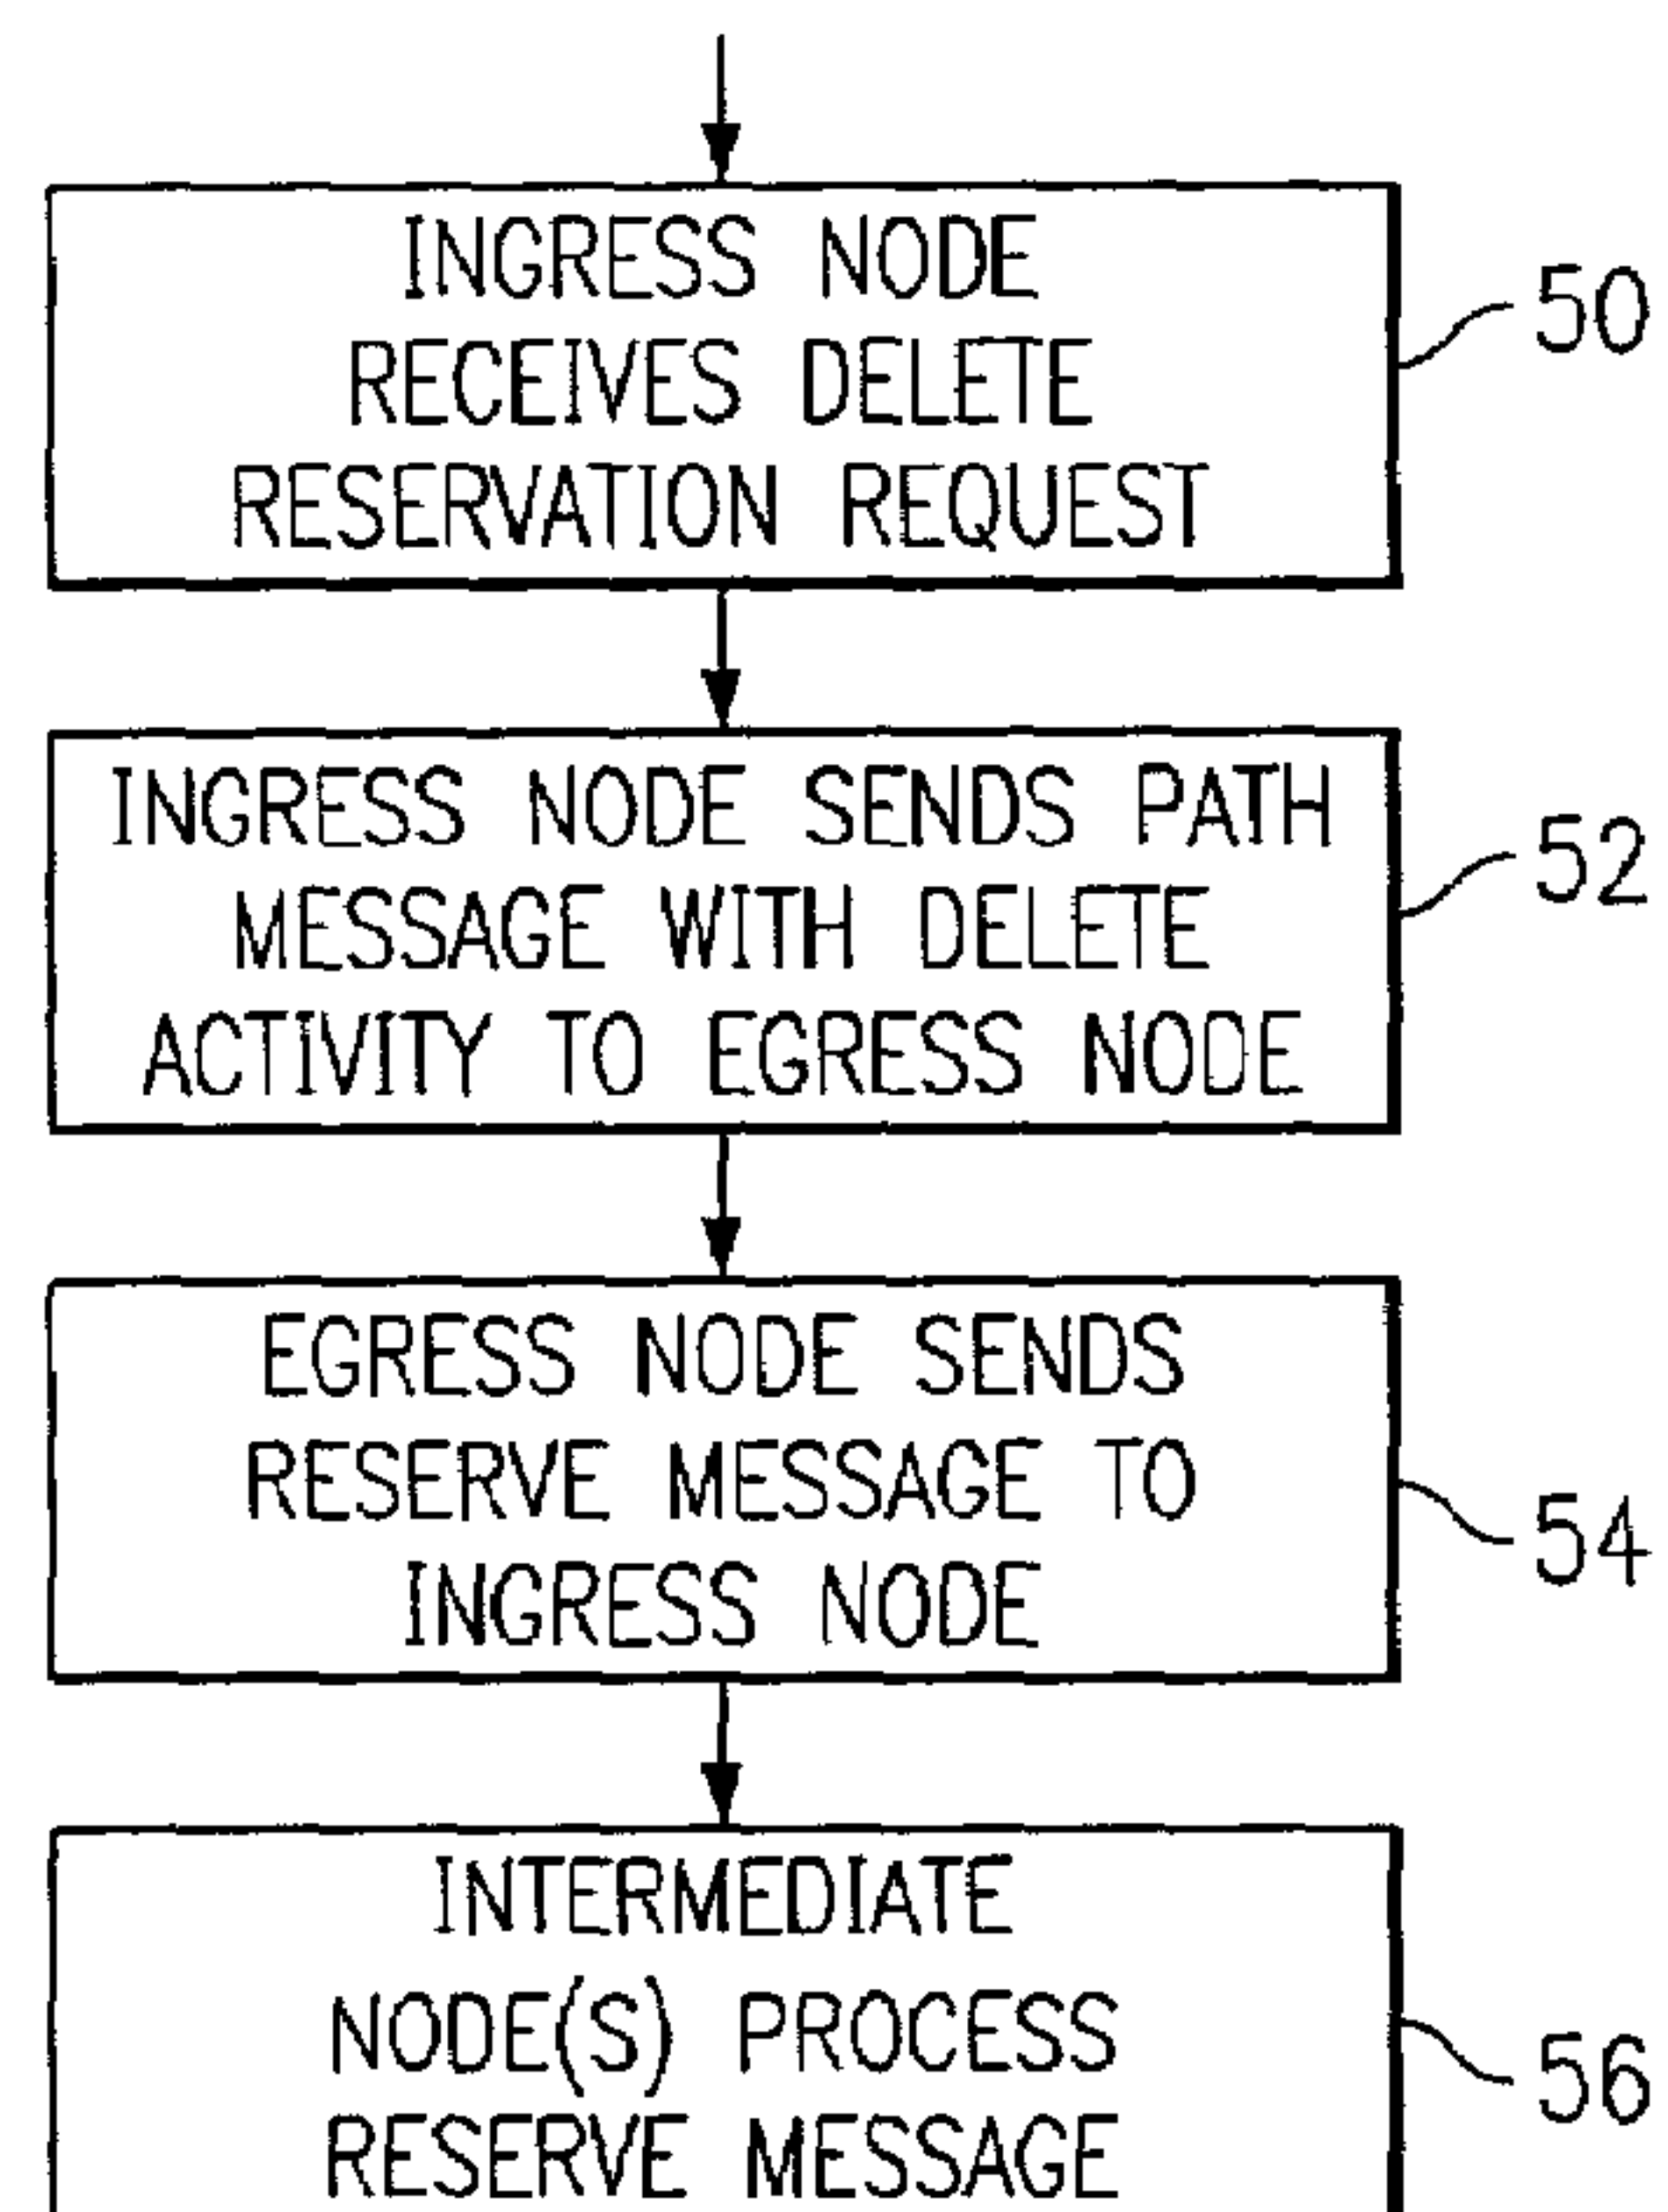 INGRESS NODE
RECEIVES DELETE
RESERVATION REQUEST
50
INGRESS NODE SENDS PATH
MESSAGE WITH DELETE
ACTIVITY TO EGRESS NODE
52
EGRESS NODE SENDS
RESERVE MESSAGE TO
INGRESS NODE
54
INTERMEDIATE
NODE(S) PROCESS
RESERVE MESSAGE
56